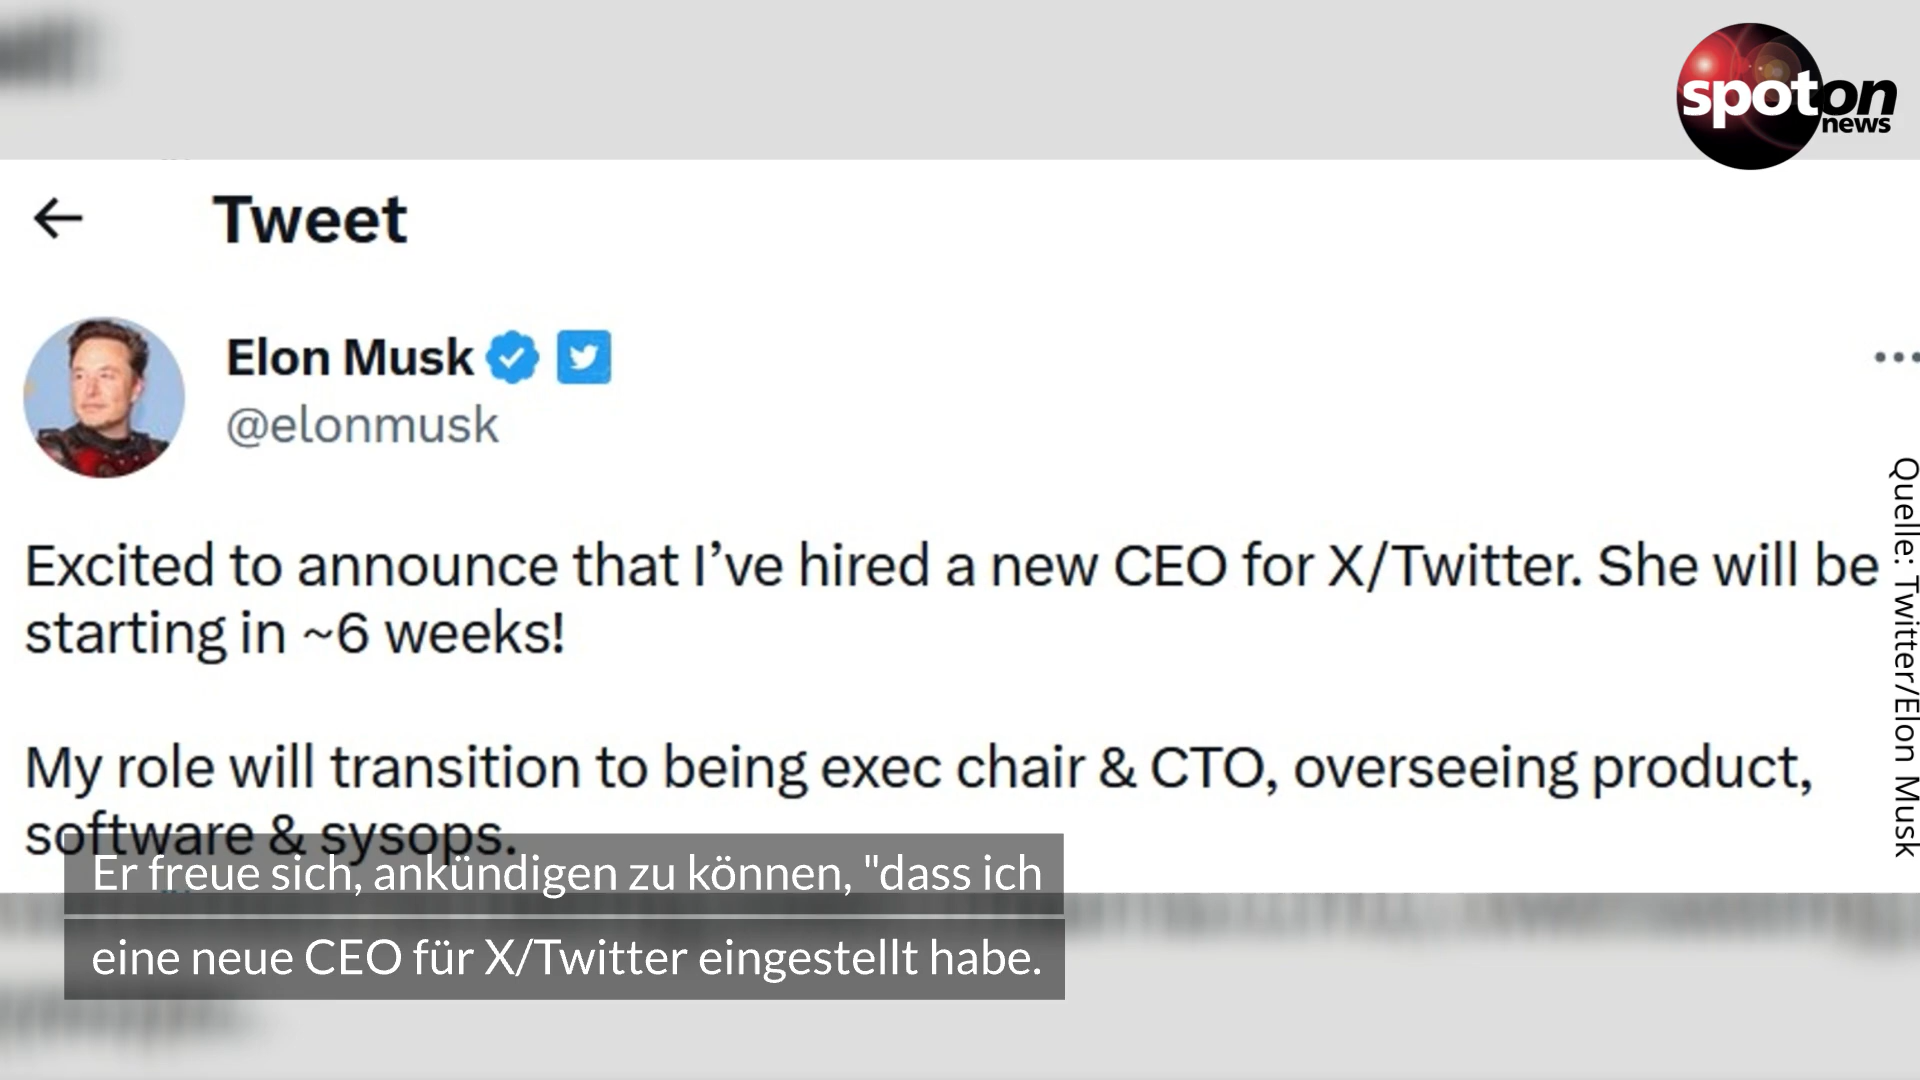 spoton
news
Tweet
Elon Musk
@elonmusk
Excited to announce that I’ve hired a new CEO for X/Twitter. She will be
starting in ~6 weeks!
My role will transition to being exec chair & CTO, overseeing product,
software & sysops.
Quelle: Twitter/Elon Musk
Er freue sich, ankündigen zu können, "dass ich
eine neue CEO für X/Twitter eingestellt habe.